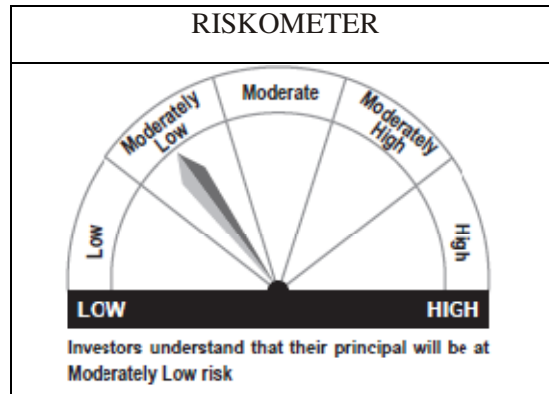 RISKOMETER
Moderate
Moderately
Low
Moderately
High
Low
High
LOW HIGH
Investors understand that their principal will be at
Moderately Low risk